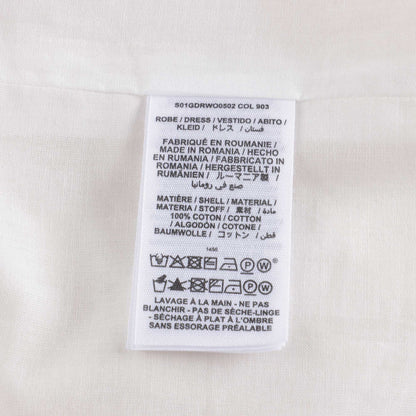 S01GDRWO0502 COL 903
ROBE / DRESS / VESTIDO / ABITO /
KLEID / ドレス / فستان
FABRIQUÉ EN ROUMANIE /
MADE IN ROMANIA / HECHO
EN RUMANIA / FABBRICATO IN
ROMANIA / HERGESTELLT IN
RUMÄNIEN / ルーマニア製 /
صنع في رومانيا
MATIÈRE / SHELL / MATERIAL /
MATERIA / STOFF / 素材 / مادة
100% COTON / COTTON
/ ALGODÓN / COTONE /
BAUMWOLLE / コットン / قطن
1450
P W
P W
LAVAGE À LA MAIN - NE PAS
BLANCHIR - PAS DE SÈCHE-LINGE
- SÉCHAGE À PLAT À L'OMBRE
SANS ESSORAGE PRÉALABLE